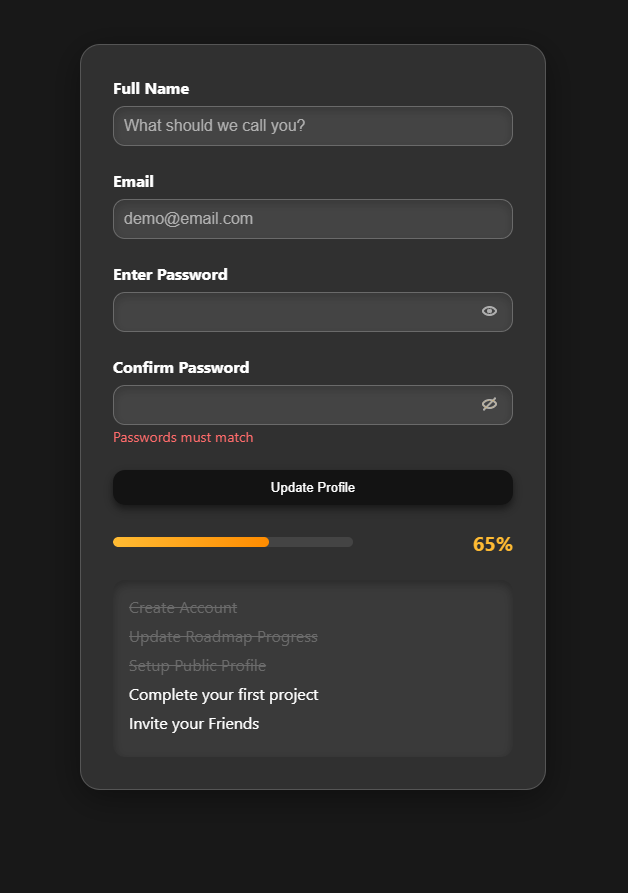 Full Name
What should we call you?
Email
demo@email.com
Enter Password
Confirm Password
Passwords must match
Update Profile
65%
Create Account
Update Roadmap Progress
Setup Public Profile
Complete your first project
Invite your Friends